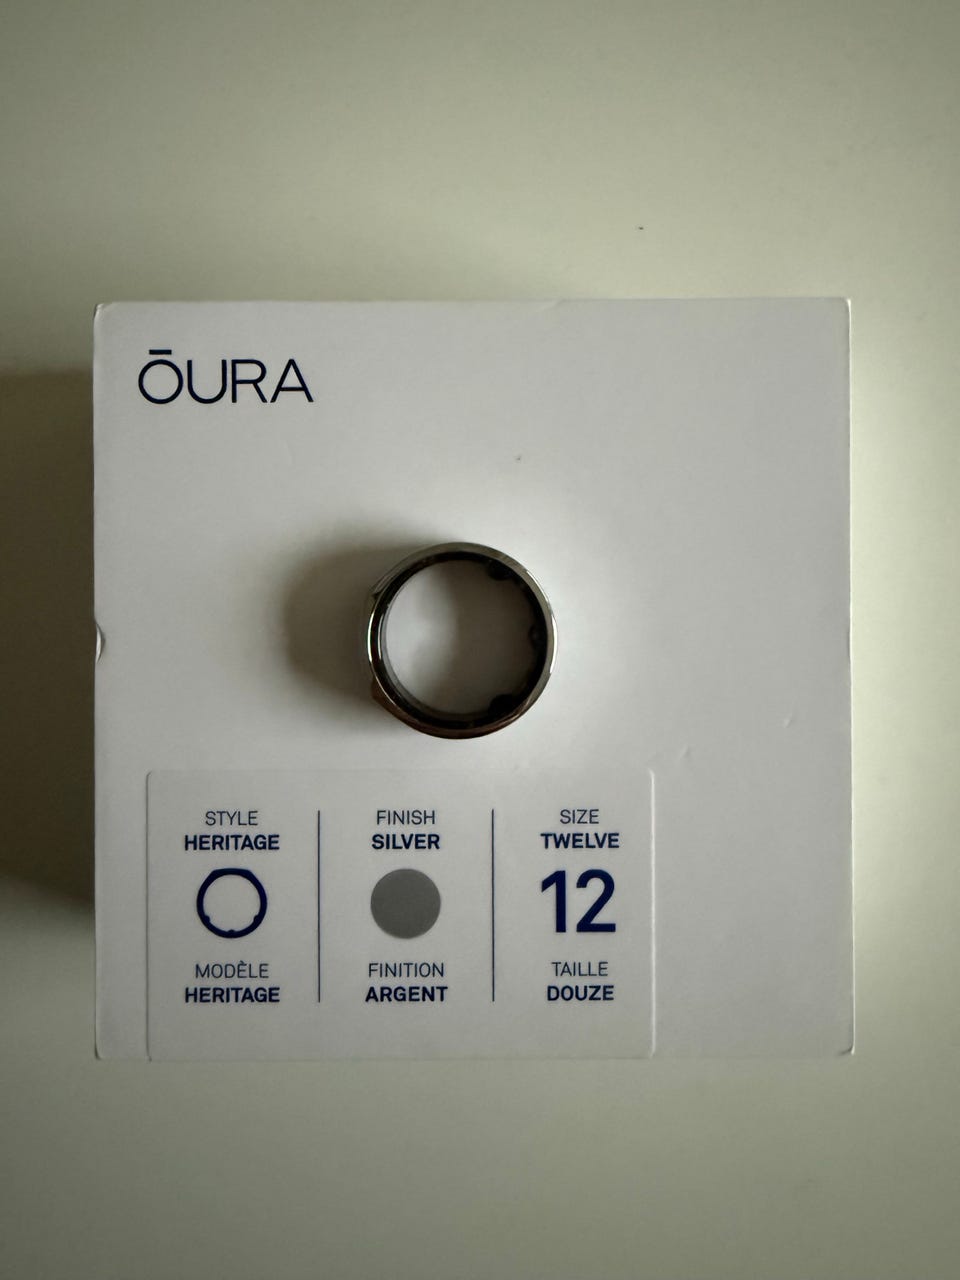 ŌURA
STYLE
HERITAGE
MODÈLE
HERITAGE
FINISH
SILVER
FINITION
ARGENT
SIZE
TWELVE
12
TAILLE
DOUZE